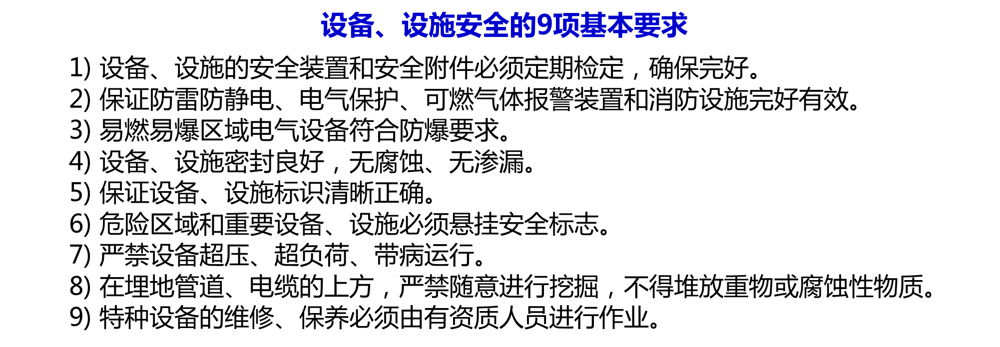 设备、设施安全的9项基本要求
1) 设备、设施的安全装置和安全附件必须定期检定，确保完好。
2) 保证防雷防静电、电气保护、可燃气体报警装置和消防设施完好有效。
3) 易燃易爆区域电气设备符合防爆要求。
4) 设备、设施密封良好，无腐蚀、无渗漏。
5) 保证设备、设施标识清晰正确。
6) 危险区域和重要设备、设施必须悬挂安全标志。
7) 严禁设备超压、超负荷、带病运行。
8) 在埋地管道、电缆的上方，严禁随意进行挖掘，不得堆放重物或腐蚀性物质。
9) 特种设备的维修、保养必须由有资质人员进行作业。